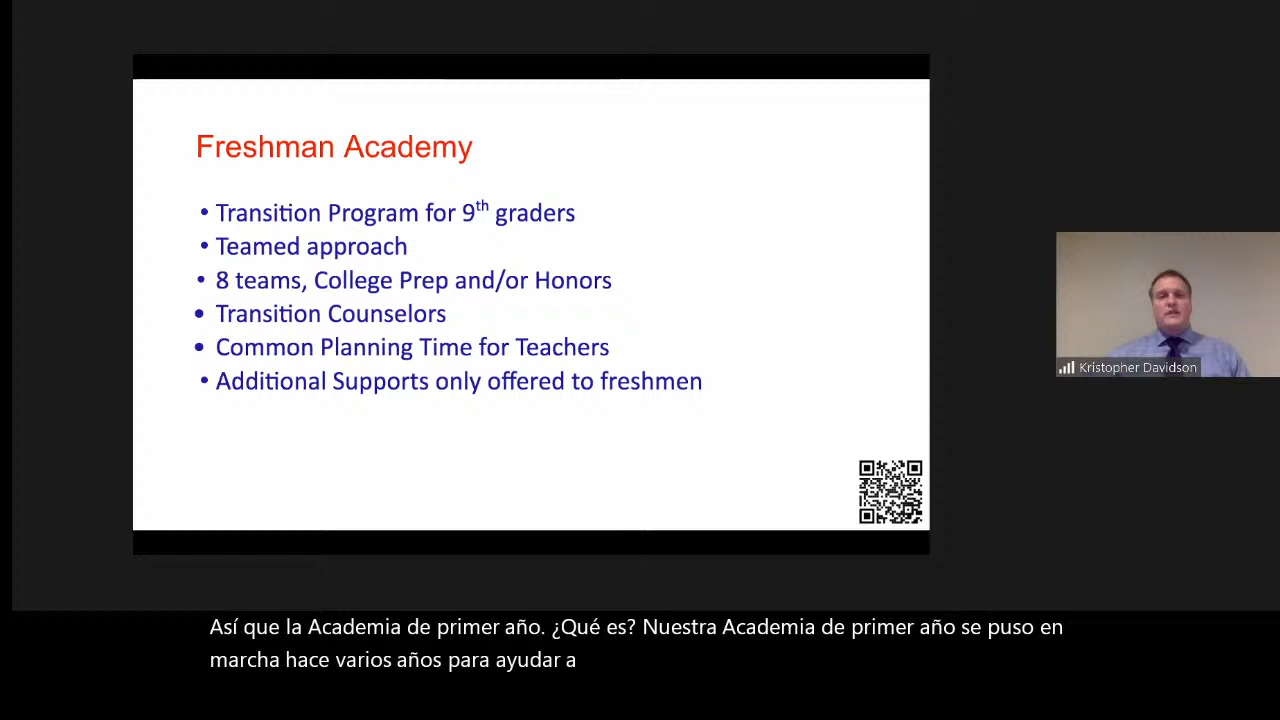 Freshman Academy
• Transition Program for 9th graders
• Teamed approach
• 8 teams, College Prep and/or Honors
• Transition Counselors
• Common Planning Time for Teachers
• Additional Supports only offered to freshmen
Kristopher Davidson
Así que la Academia de primer año. ¿Qué es? Nuestra Academia de primer año se puso en
marcha hace varios años para ayudar a